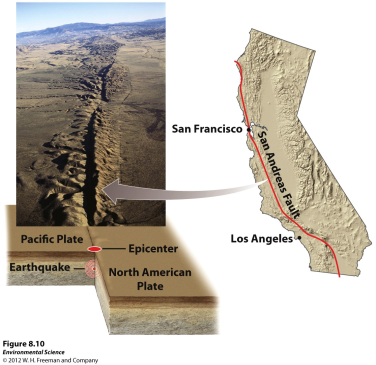 San Francisco
San Andreas Fault
Los Angeles
Pacific Plate
Epicenter
Earthquake
North American
Plate
Figure 8.10
Environmental Science
© 2012 W. H. Freeman and Company